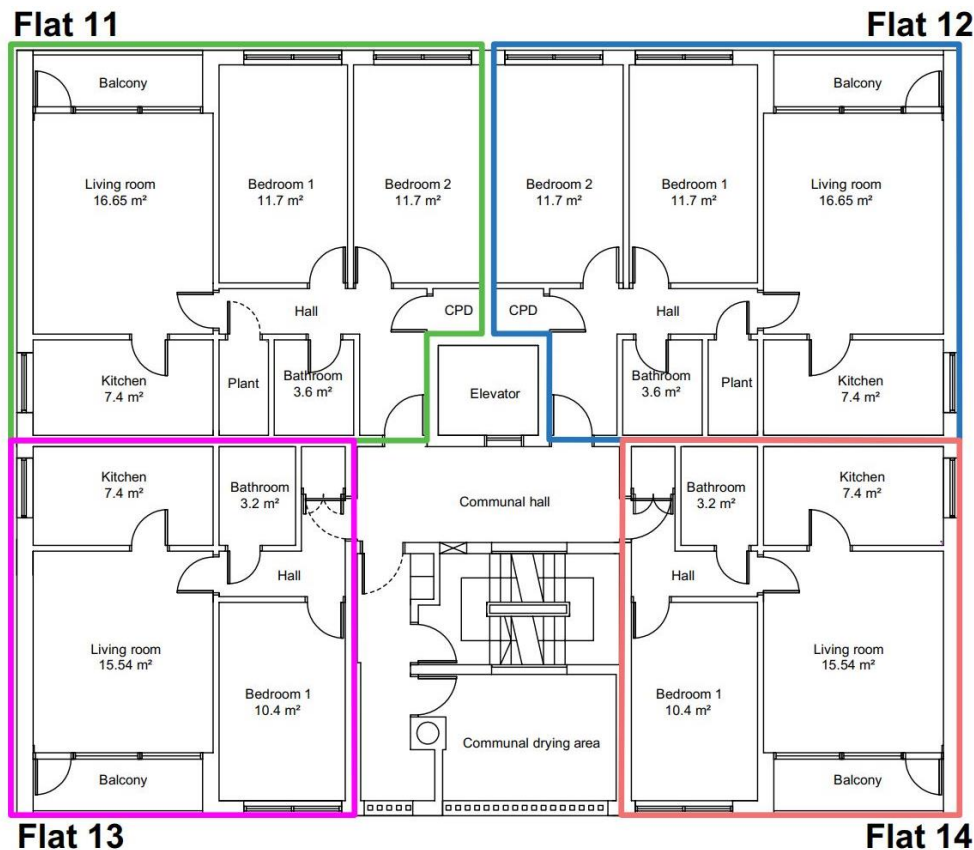 Flat 11
Flat 12
Balcony
Balcony
Living room
16.65 m²
Bedroom 1
11.7 m²
Bedroom 2
11.7 m²
Bedroom 2
11.7 m²
Bedroom 1
11.7 m²
Living room
16.65 m²
Hall
CPD
CPD
Hall
Kitchen
7.4 m²
Plant
Bathroom
3.6 m²
Elevator
Bathroom
3.6 m²
Plant
Kitchen
7.4 m²
Kitchen
7.4 m²
Bathroom
3.2 m²
Communal hall
Bathroom
3.2 m²
Kitchen
7.4 m²
Hall
Hall
Living room
15.54 m²
Bedroom 1
10.4 m²
Communal drying area
Bedroom 1
10.4 m²
Living room
15.54 m²
Balcony
Balcony
Flat 13
Flat 14